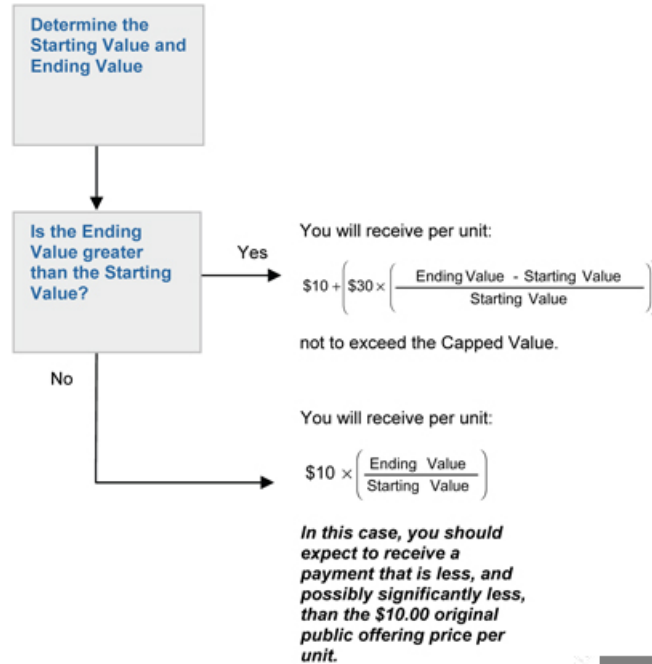 Determine the
Starting Value and
Ending Value
Is the Ending
Value greater
than the Starting
Value?
Yes
You will receive per unit:
$10 + ( $30 × ( Ending Value - Starting Value
Starting Value )
not to exceed the Capped Value.
No
You will receive per unit:
$10 × ( Ending Value
Starting Value )
In this case, you should
expect to receive a
payment that is less, and
possibly significantly less,
than the $10.00 original
public offering price per
unit.